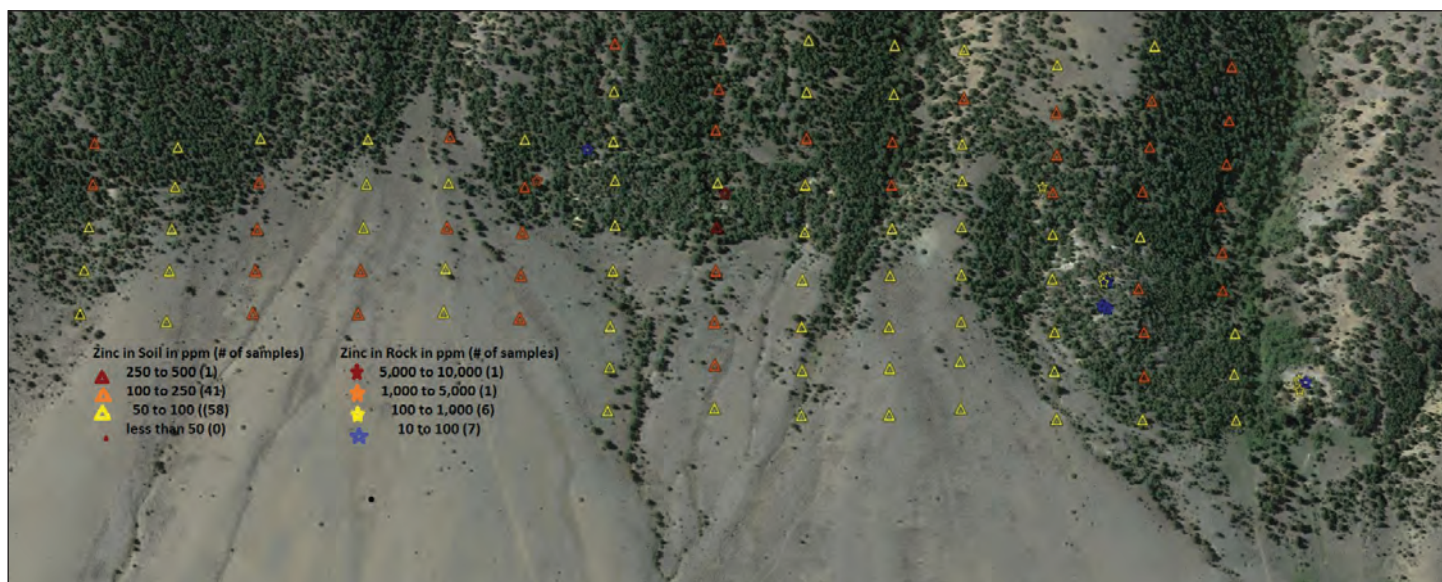 Zinc in Soil in ppm (# of samples)
250 to 500 (1)
100 to 250 (41)
50 to 100 ((58)
less than 50 (0)
Zinc in Rock in ppm (# of samples)
5,000 to 10,000 (1)
1,000 to 5,000 (1)
100 to 1,000 (6)
10 to 100 (7)